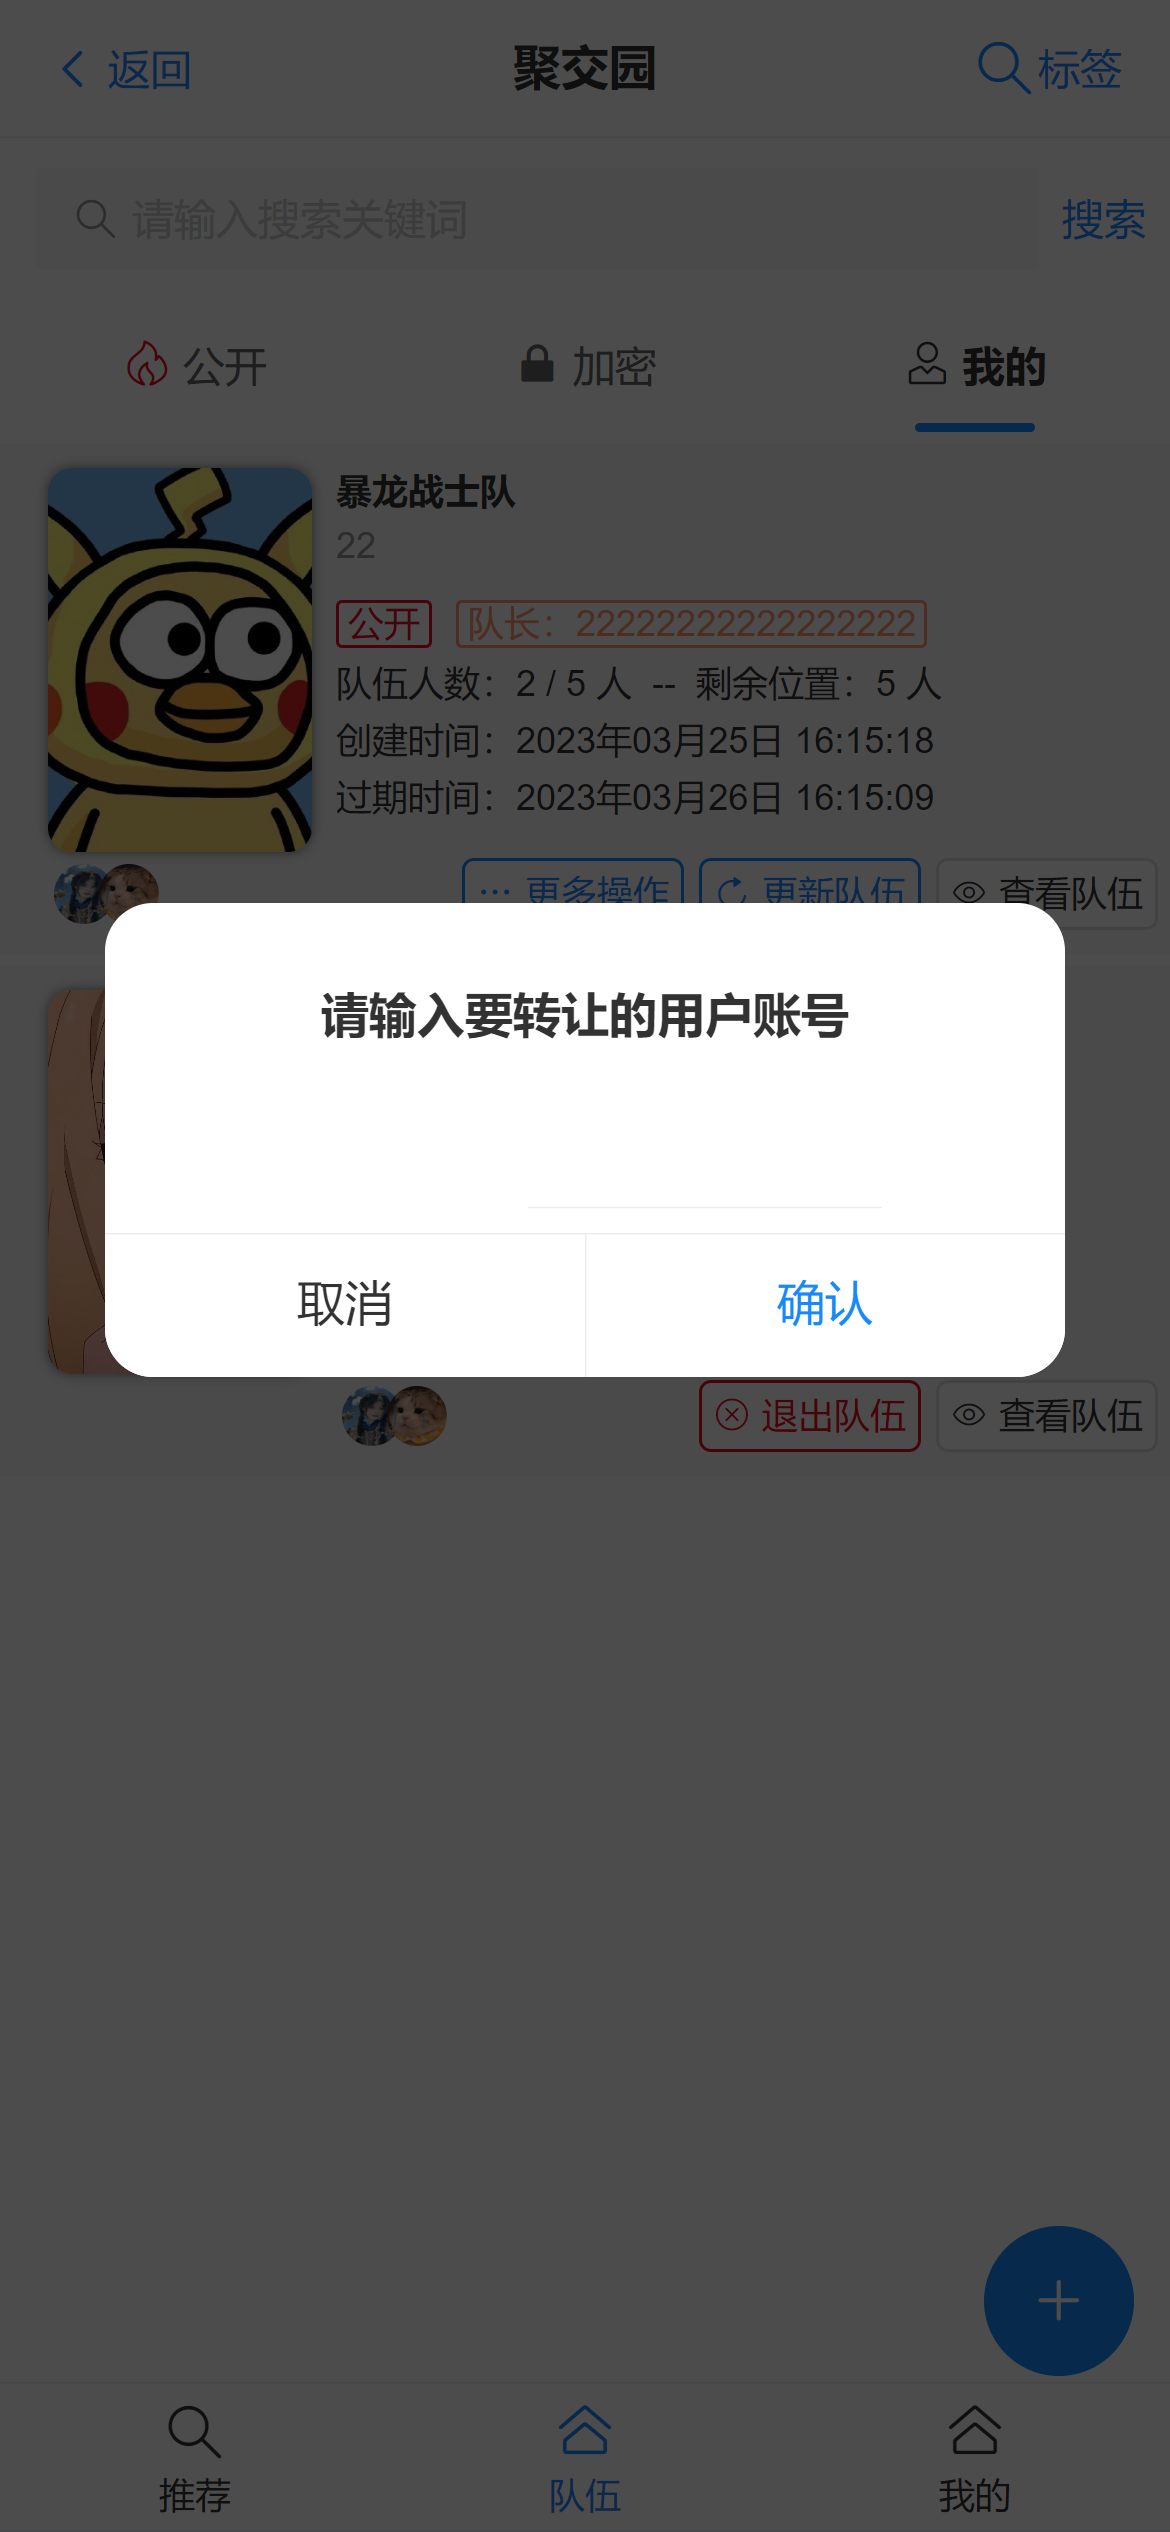 返回
聚交园
标签
请输入搜索关键词
搜索
公开
加密
我的
暴龙战士队
22
公开
队长：22222222222222222
队伍人数：2 / 5 人 -- 剩余位置：5 人
创建时间：2023年03月25日 16:15:18
过期时间：2023年03月26日 16:15:09
更多操作
更新队伍
查看队伍
请输入要转让的用户账号
取消
确认
退出队伍
查看队伍
推荐
队伍
我的